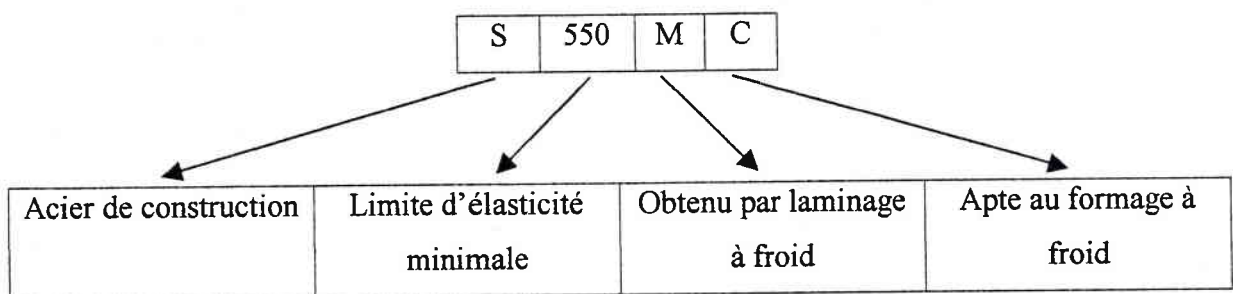 S 550 M C
Acier de construction Limite d'élasticité Obtenu par laminage Apte au formage à
minimale à froid froid